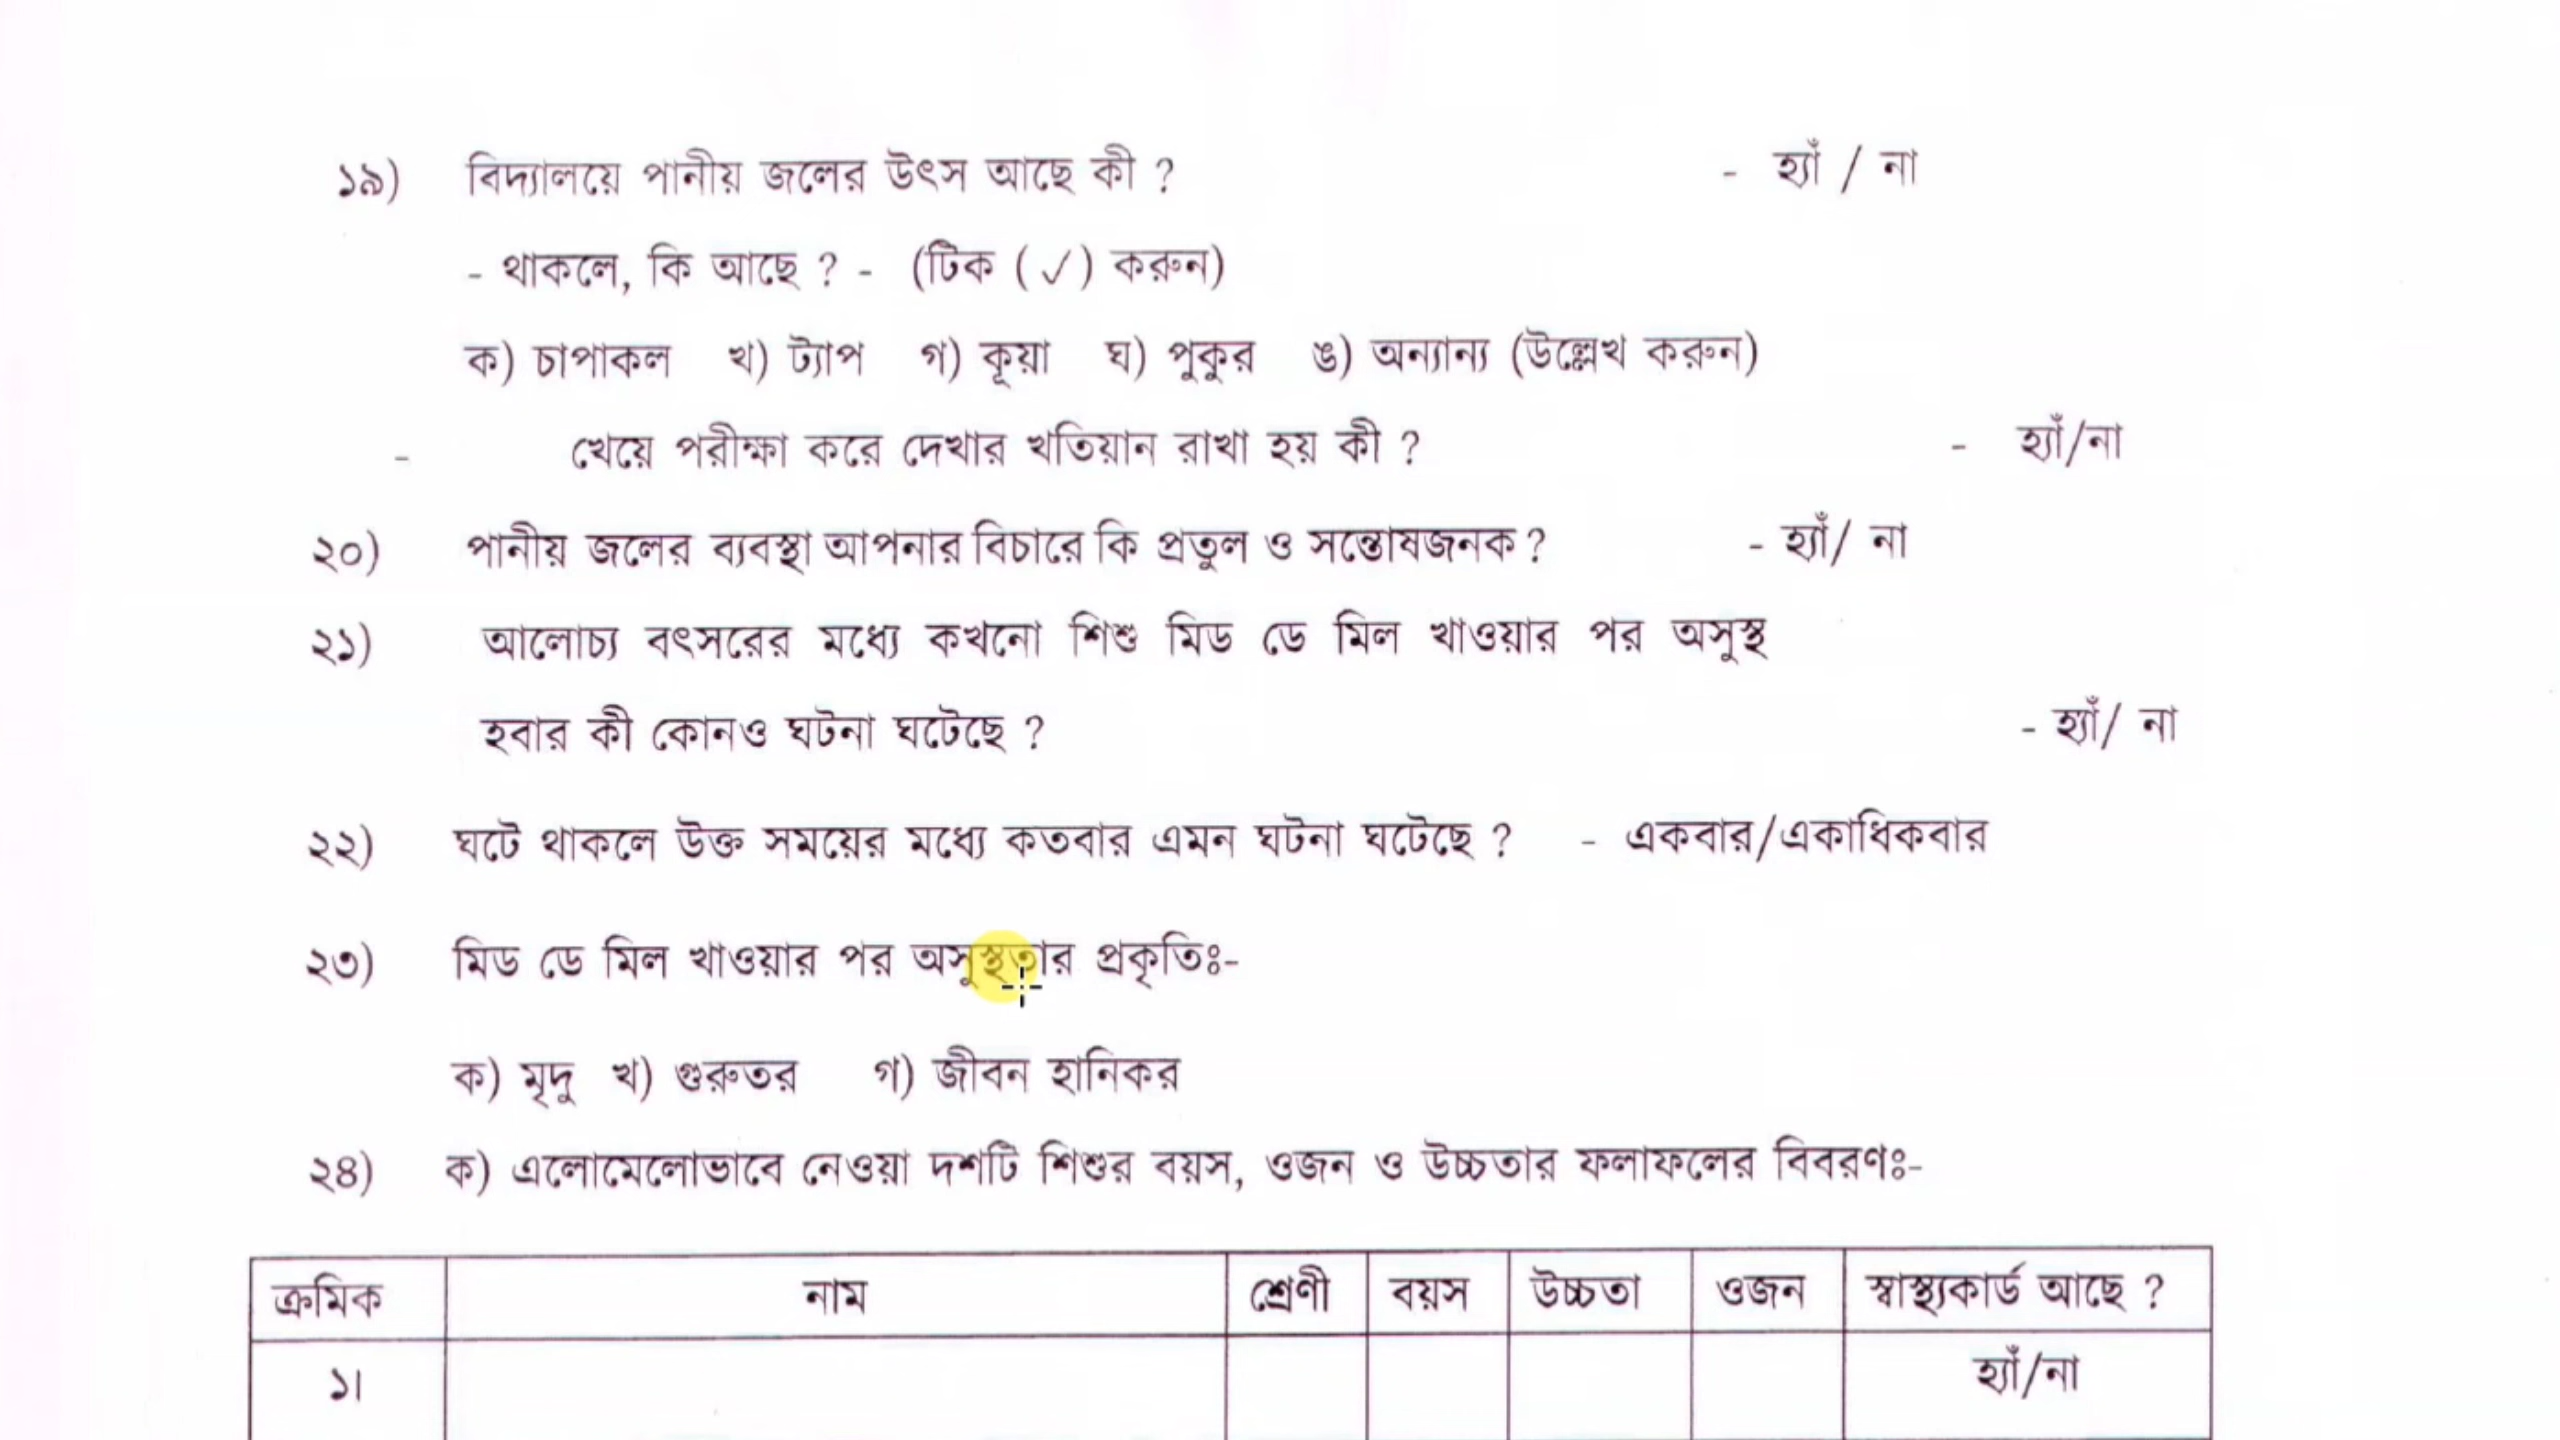 ১৯) বিদ্যালয়ে পানীয় জলের উৎস আছে কী ? - হ্যাঁ / না
- থাকলে, কি আছে ? - (টিক (✓) করুন)
ক) চাপাকল খ) ট্যাপ গ) কূয়া ঘ) পুকুর ঙ) অন্যান্য (উল্লেখ করুন)
- খেয়ে পরীক্ষা করে দেখার খতিয়ান রাখা হয় কী ? - হ্যাঁ/না
২০) পানীয় জলের ব্যবস্থা আপনার বিচারে কি প্রতুল ও সন্তোষজনক? - হ্যাঁ/ না
২১) আলোচ্য বৎসরের মধ্যে কখনো শিশু মিড ডে মিল খাওয়ার পর অসুস্থ
হবার কী কোনও ঘটনা ঘটেছে ? - হ্যাঁ/ না
২২) ঘটে থাকলে উক্ত সময়ের মধ্যে কতবার এমন ঘটনা ঘটেছে ? - একবার/একাধিকবার
২৩) মিড ডে মিল খাওয়ার পর অসুস্থতার প্রকৃতিঃ-
ক) মৃদু খ) গুরুতর গ) জীবন হানিকর
২৪) ক) এলোমেলোভাবে নেওয়া দশটি শিশুর বয়স, ওজন ও উচ্চতার ফলাফলের বিবরণঃ-
ক্রমিক নাম শ্রেণী বয়স উচ্চতা ওজন স্বাস্থ্যকার্ড আছে ?
১। হ্যাঁ/না